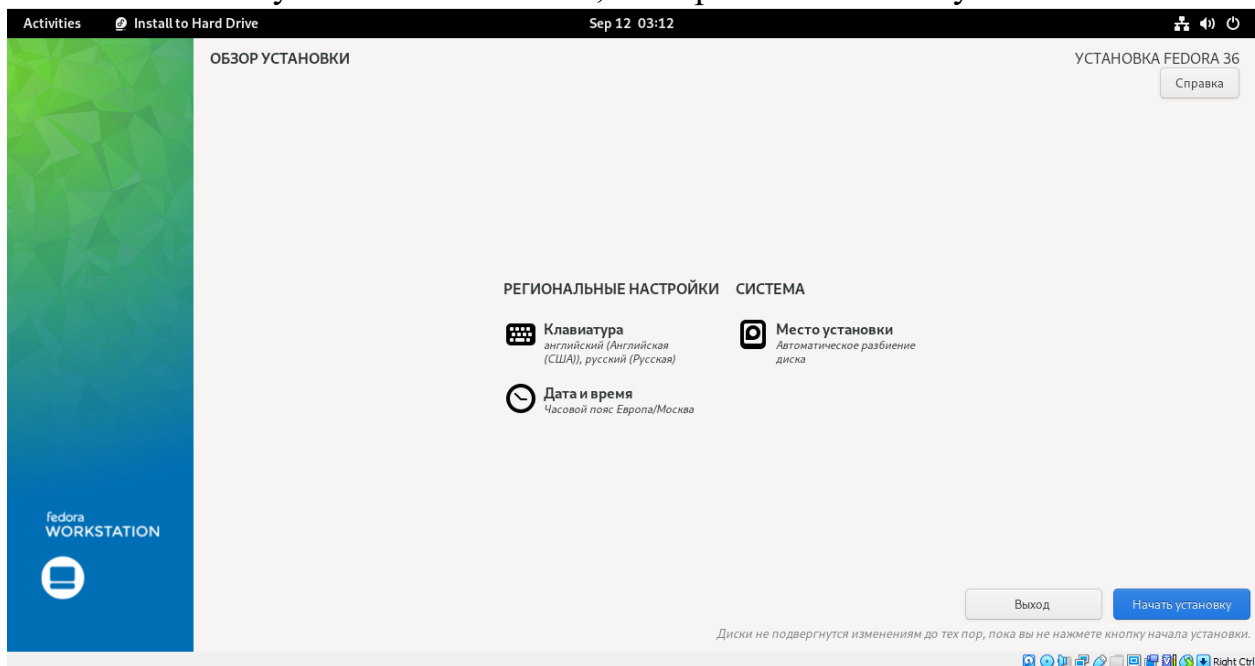 Activities Install to Hard Drive Sep 12 03:12
ОБЗОР УСТАНОВКИ
УСТАНОВКА FEDORA 36
Справка
РЕГИОНАЛЬНЫЕ НАСТРОЙКИ
Клавиатура
английский (Английская
(США)), русский (Русская)
Дата и время
Часовой пояс Европа/Москва
СИСТЕМА
Место установки
Автоматическое разбиение
диска
fedora
WORKSTATION
Выход
Начать установку
Диски не подвергнутся изменениям до тех пор, пока вы не нажмете кнопку начала установки.
Right Ctrl